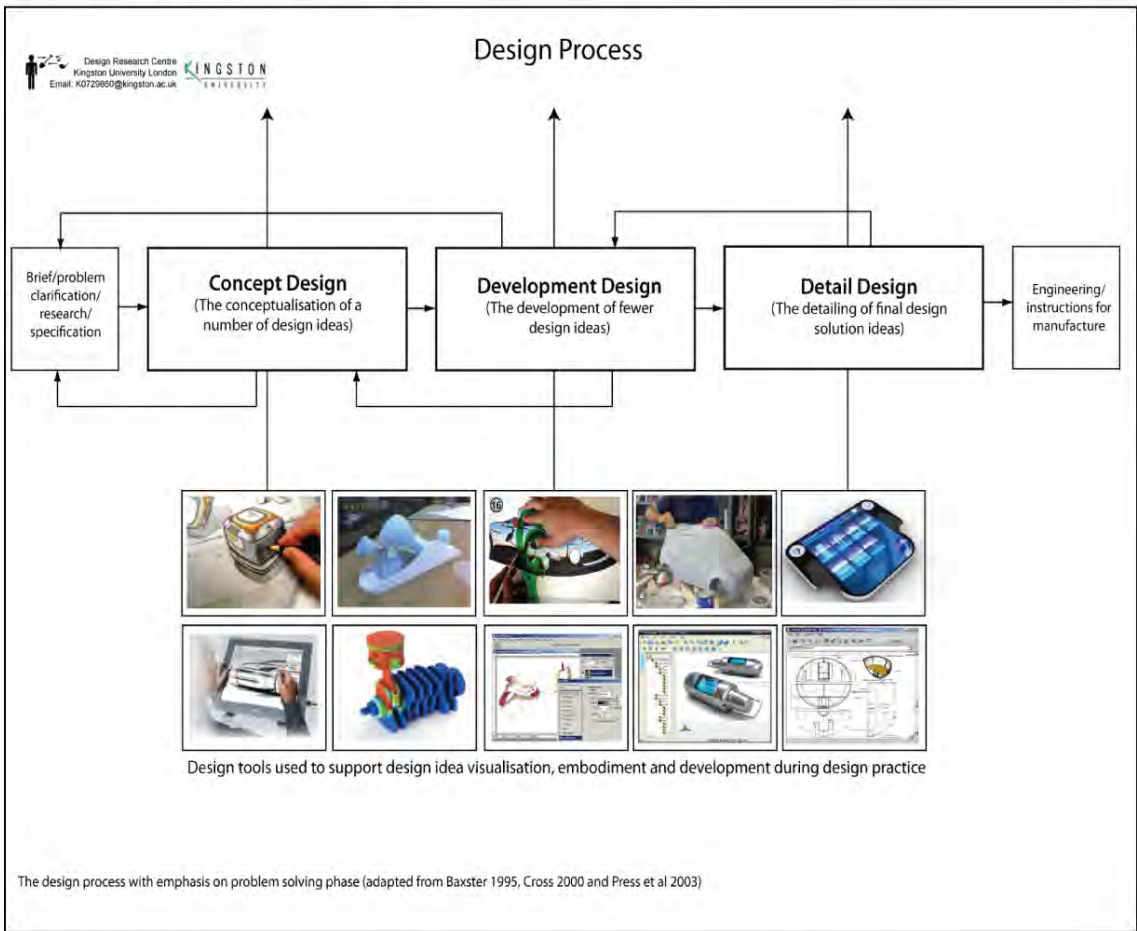 Design Process
Design Research Centre
Kingston University London
Email: K0729860@kingston.ac.uk
KINGSTON
UNIVERSITY
Brief/problem
clarification/
research/
specification
Concept Design
(The conceptualisation of a
number of design ideas)
Development Design
(The development of fewer
design ideas)
Detail Design
(The detailing of final design
solution ideas)
Engineering/
instructions for
manufacture
16
Design tools used to support design idea visualisation, embodiment and development during design practice
The design process with emphasis on problem solving phase (adapted from Baxster 1995, Cross 2000 and Press et al 2003)